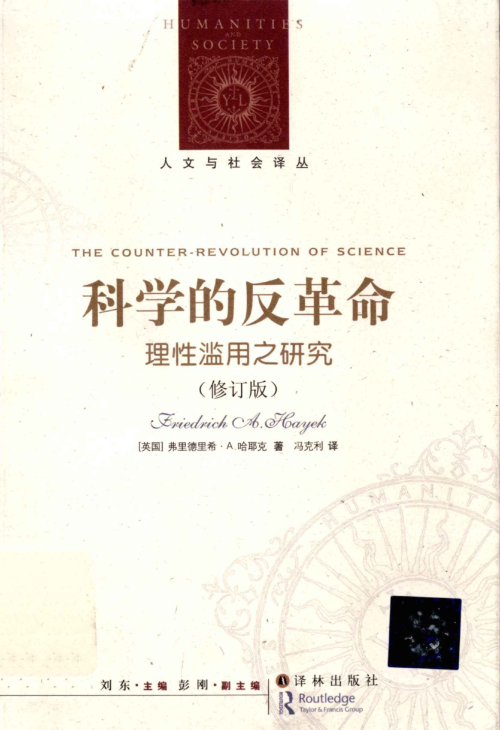 HUMANITIES
AND
SOCIETY
Y-L
人文与社会译丛
THE COUNTER-REVOLUTION OF SCIENCE
科学的反革命
理性滥用之研究
（修订版）
Friedrich A. Hayek
[英国] 弗里德里希·A.哈耶克 著 冯克利 译
HUMANITI
刘东·主编 彭刚·副主编
译林出版社
R Routledge
Taylor & Francis Group